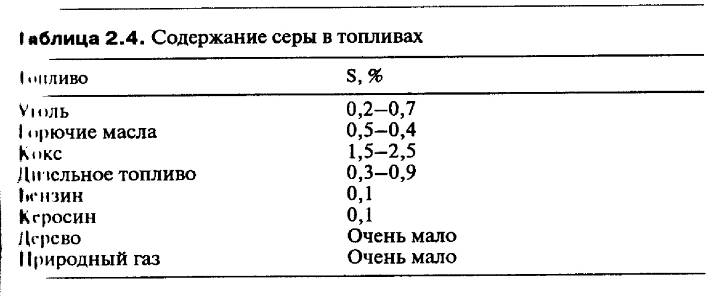 Таблица 2.4. Содержание серы в топливах
Топливо S, %
Уголь 0,2–0,7
Горючие масла 0,5–0,4
Кокс 1,5–2,5
Дизельное топливо 0,3–0,9
Бензин 0,1
Керосин 0,1
Дерево Очень мало
Природный газ Очень мало